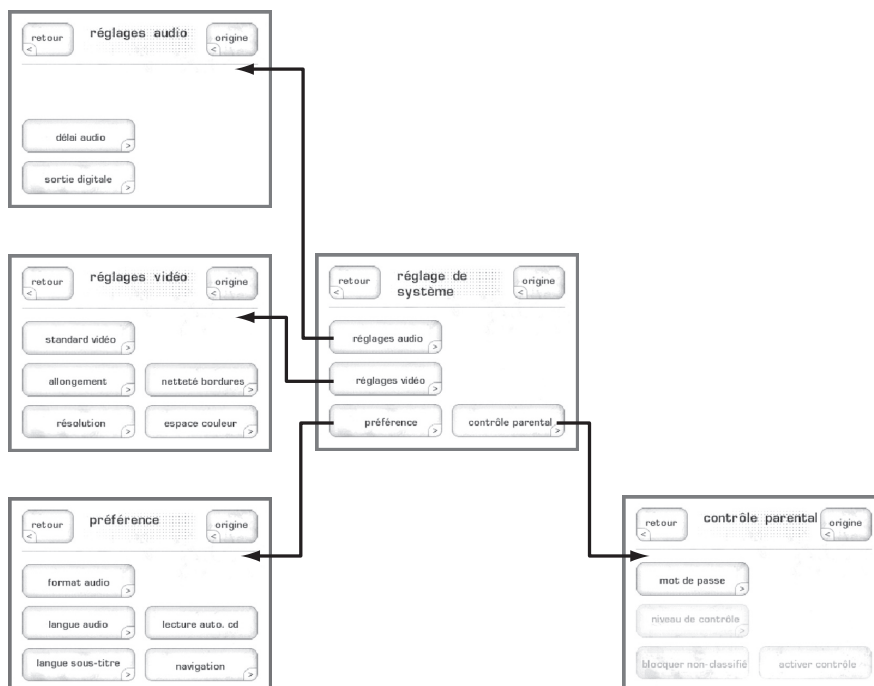 retour
réglages audio
origine
<
<
délai audio
>
sortie digitale
>
retour
réglages vidéo
origine
<
<
standard vidéo
>
allongement
>
netteté bordures
>
résolution
>
espace couleur
>
retour
réglage de
système
origine
<
<
réglages audio
>
réglages vidéo
>
préférence
>
contrôle parental
>
retour
préférence
origine
<
<
format audio
>
langue audio
>
lecture auto. cd
langue sous-titre
>
navigation
>
retour
contrôle parental
origine
<
<
mot de passe
>
niveau de contrôle
>
blocquer non-classifié
activer contrôle